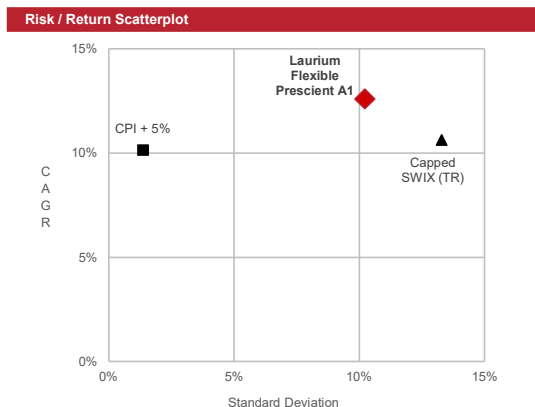 Risk / Return Scatterplot
15%
Laurium
Flexible
Prescient A1
CPI + 5%
10%
Capped
SWIX (TR)
C
A
G
R
5%
0%
0%
5%
10%
15%
Standard Deviation